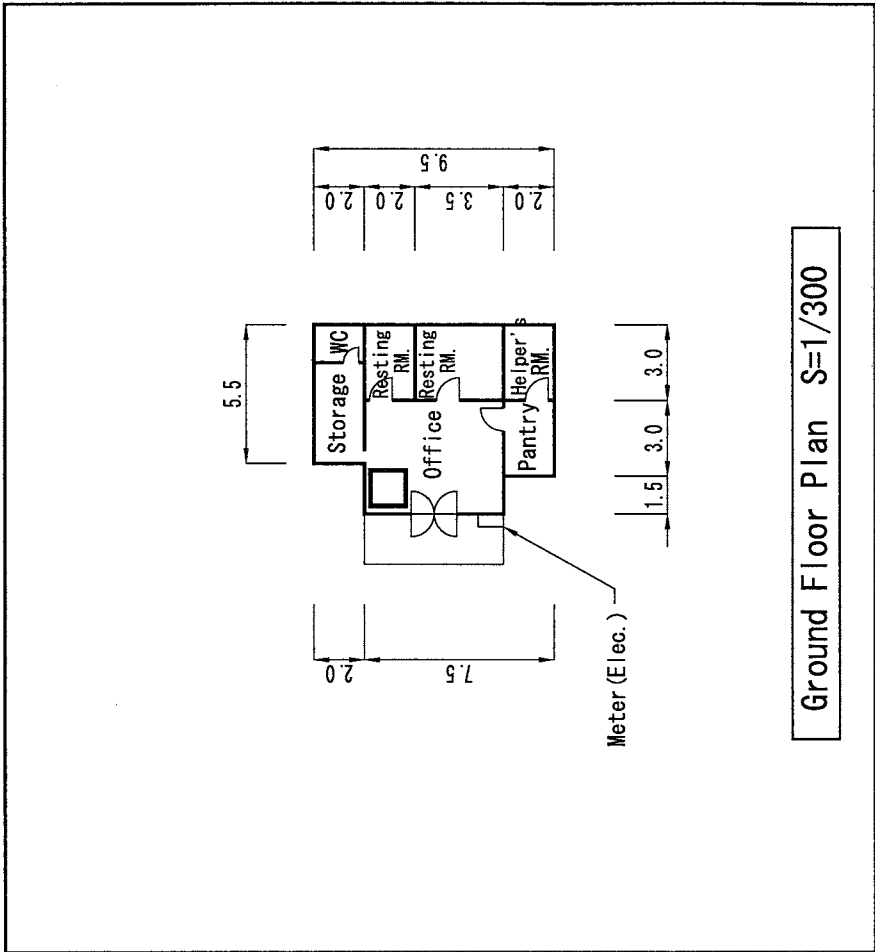 9.5
2.0
2.0
3.5
2.0
5.5
WC
Storage
Resting
RM.
Resting
RM.
Helper's
RM.
Office
Pantry
3.0
3.0
1.5
2.0
7.5
Meter(Elec.)
Ground Floor Plan S=1/300